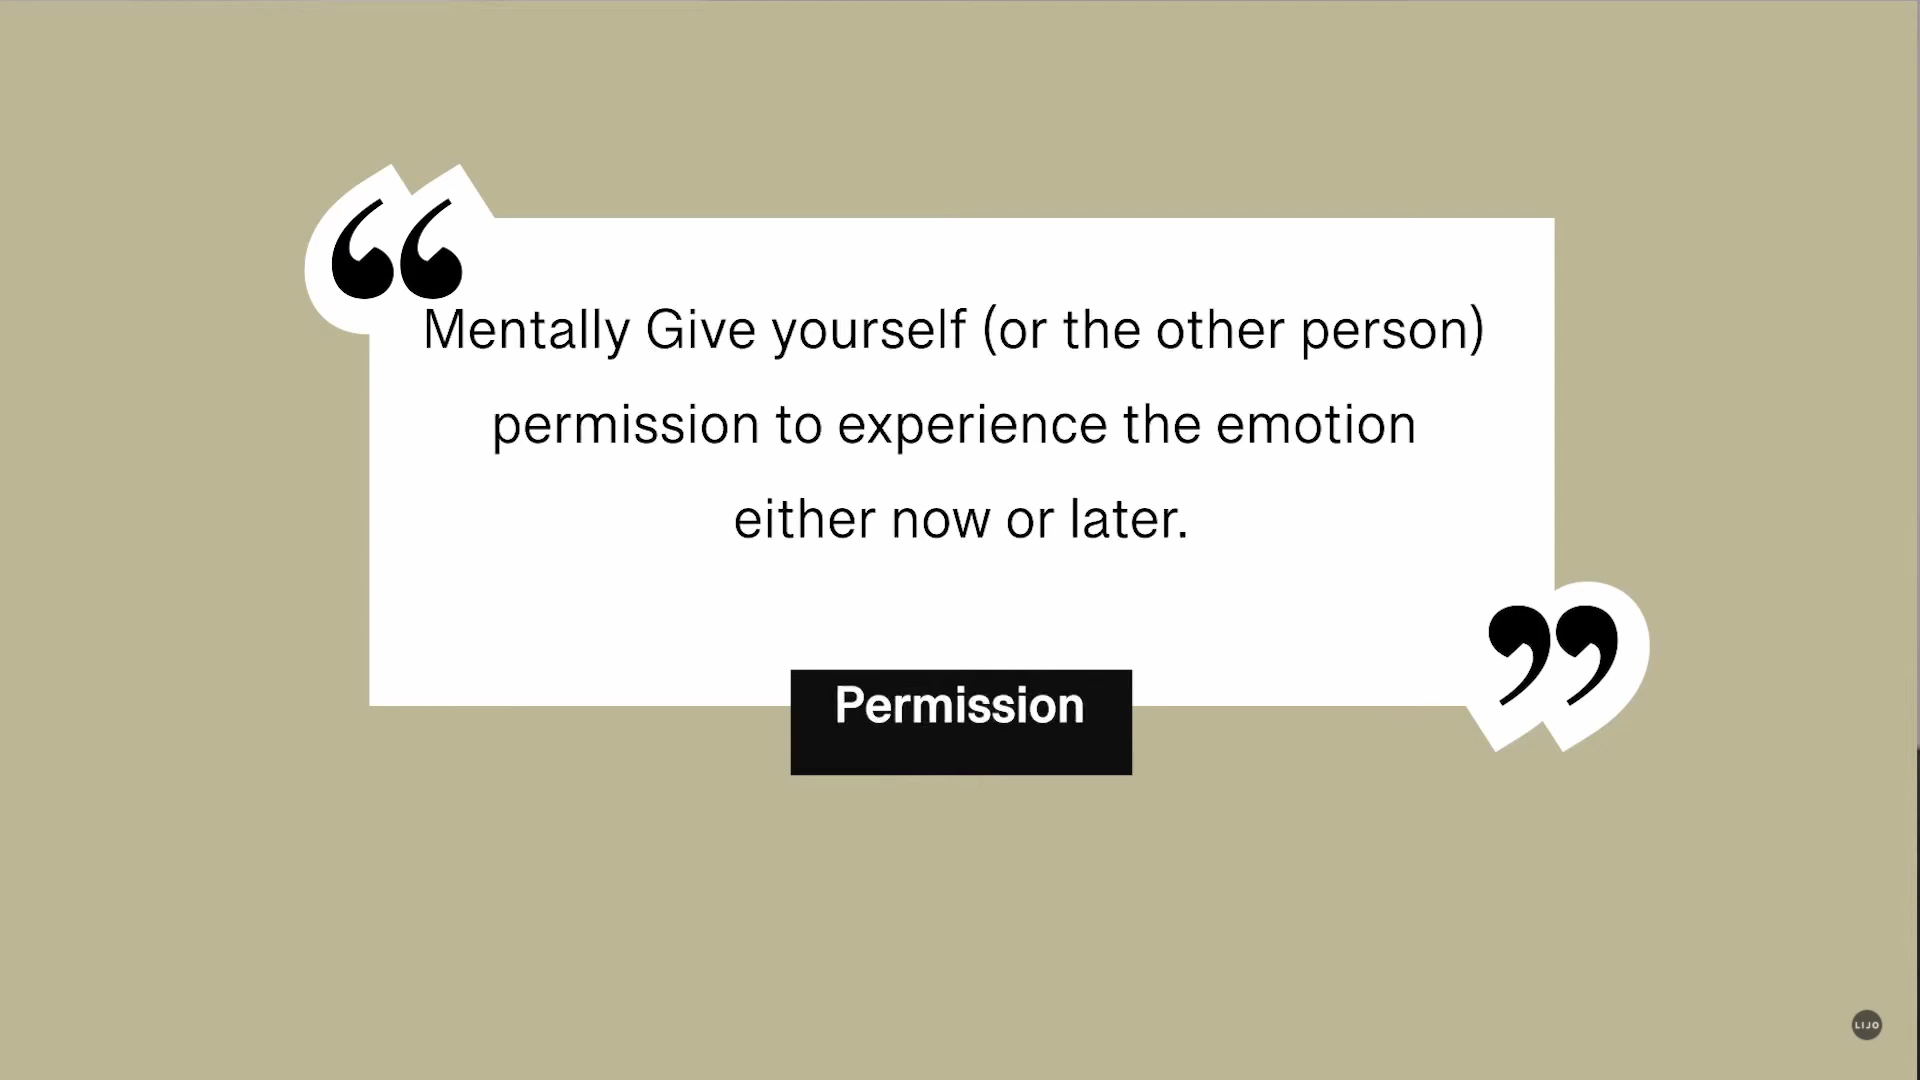 “
Mentally Give yourself (or the other person)
permission to experience the emotion
either now or later.
”
Permission
LIJO